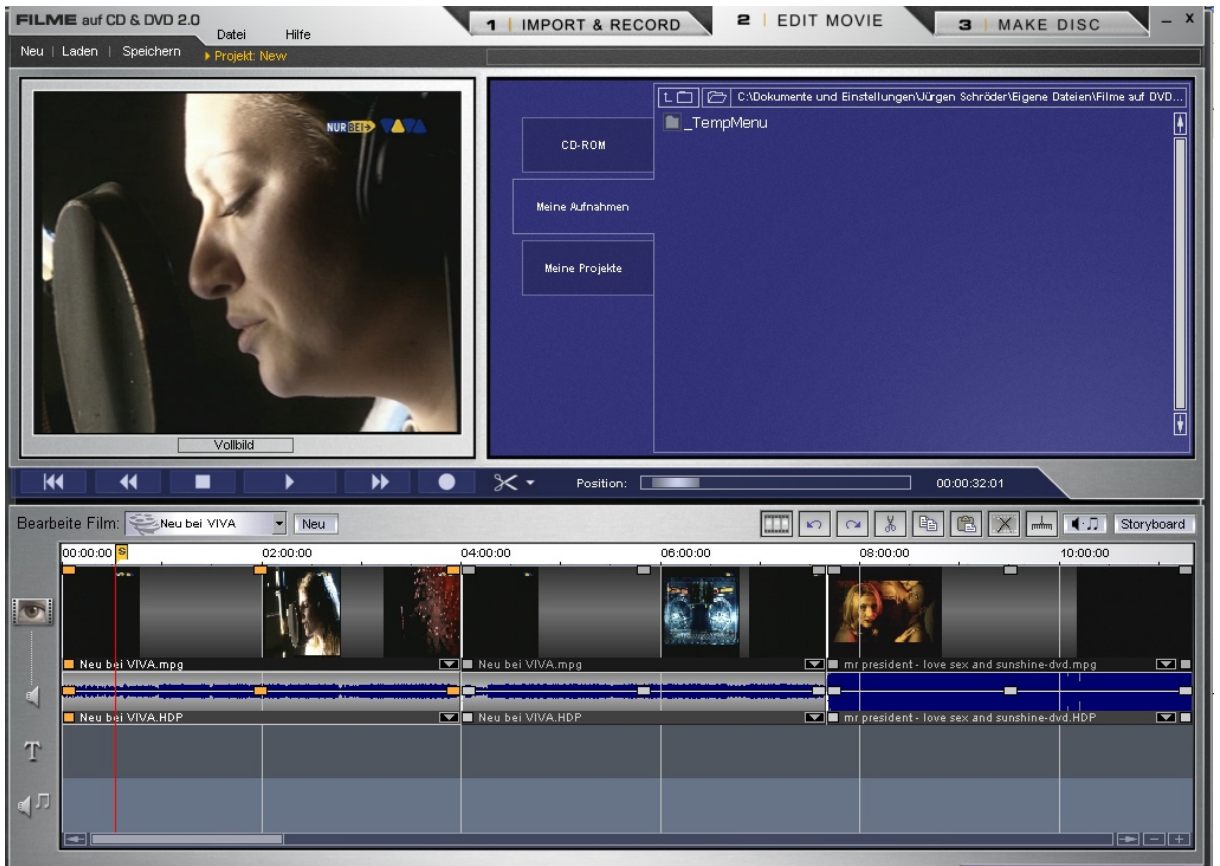 FILME auf CD & DVD 2.0
Datei Hilfe
1 | IMPORT & RECORD
2 | EDIT MOVIE
3 | MAKE DISC
Neu | Laden | Speichern
Projekt: New
NUR BEI VIVA
Vollbild
CD-ROM
Meine Aufnahmen
Meine Projekte
C:\Dokumente und Einstellungen\Jürgen Schröder\Eigene Dateien\Filme auf DVD...
_TempMenu
Position:
00:00:32:01
Bearbeite Film: Neu bei VIVA Neu
Storyboard
00:00:00 S 02:00:00 04:00:00 06:00:00 08:00:00 10:00:00
Neu bei VIVA.mpg
Neu bei VIVA.mpg
mr president - love sex and sunshine-dvd.mpg
Neu bei VIVA.HDP
Neu bei VIVA.HDP
mr president - love sex and sunshine-dvd.HDP
T